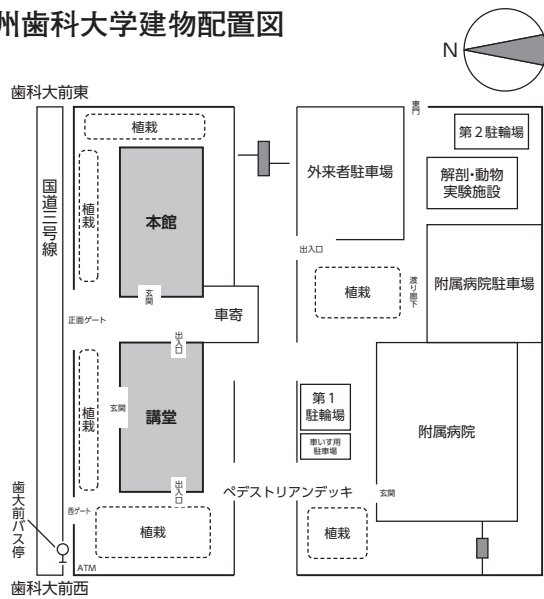 州歯科大学建物配置図
N
歯科大前東
国道三号線
植栽
植栽
本館
玄関
正面ゲート
車寄
出入口
植栽
玄関
講堂
出入口
西ゲート
植栽
歯大前バス停
ATM
歯科大前西
外来者駐車場
東門
第2駐輪場
解剖・動物
実験施設
出入口
植栽
渡り廊下
附属病院駐車場
第1
駐輪場
車いす用
駐車場
附属病院
ペデストリアンデッキ
玄関
植栽